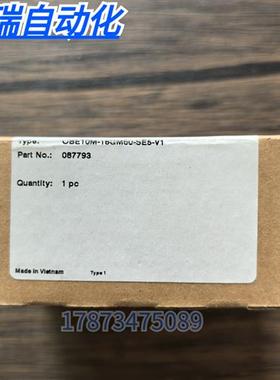 瑞自动化
Type: OBE10M-18GM60-SE5-V1
Part No.: 087793
Quantity: 1 pc
Made in Vietnam Type 1
17873475089